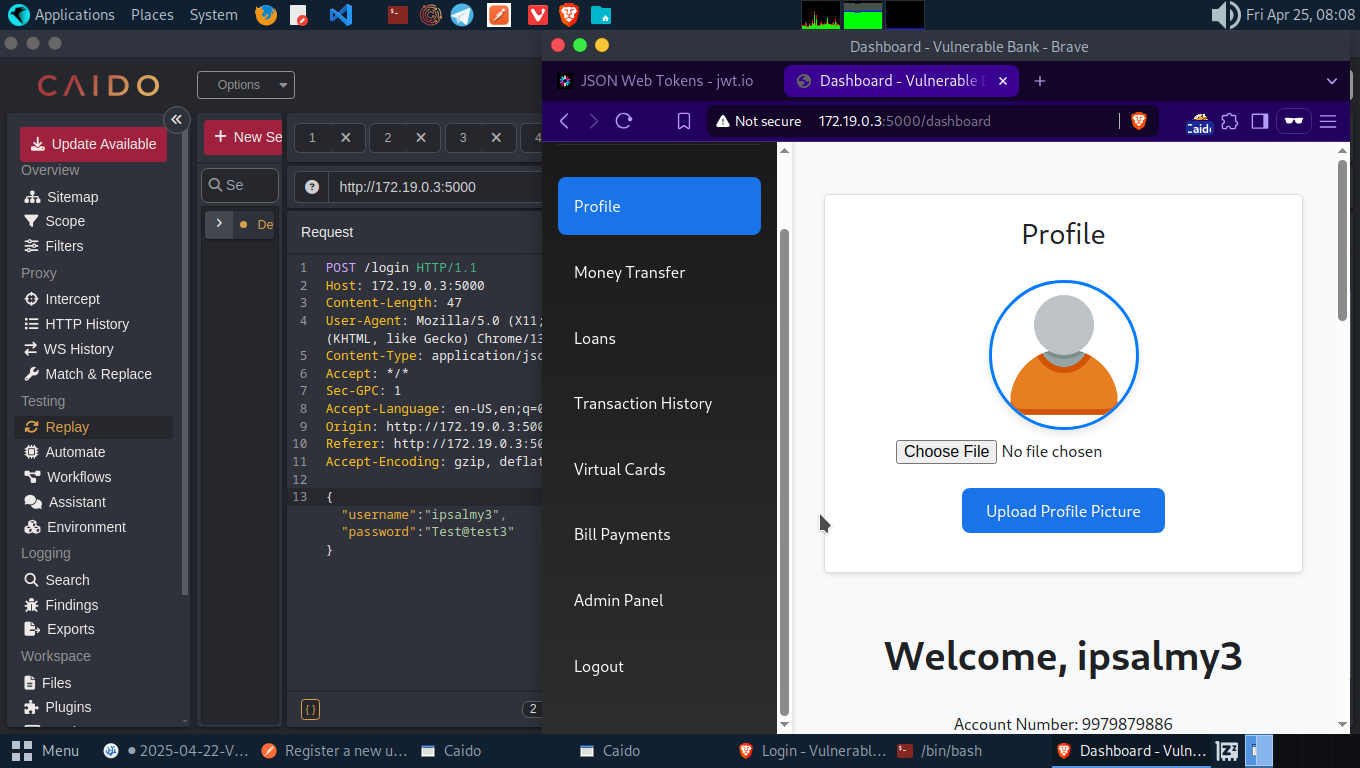 Applications Places System Fri Apr 25, 08:08
Dashboard - Vulnerable Bank - Brave
CAIDO Options
JSON Web Tokens - jwt.io Dashboard - Vulnerable
Not secure 172.19.0.3:5000/dashboard
Update Available
Overview
Sitemap
Scope
Filters
Proxy
Intercept
HTTP History
WS History
Match & Replace
Testing
Replay
Automate
Workflows
Assistant
Environment
Logging
Search
Findings
Exports
Workspace
Files
Plugins
New Se
Se
De
1 2 3 4
http://172.19.0.3:5000
Request
1 POST /login HTTP/1.1
2 Host: 172.19.0.3:5000
3 Content-Length: 47
4 User-Agent: Mozilla/5.0 (X11;
(KHTML, like Gecko) Chrome/13
5 Content-Type: application/jso
6 Accept: */*
7 Sec-GPC: 1
8 Accept-Language: en-US,en;q=0
9 Origin: http://172.19.0.3:500
10 Referer: http://172.19.0.3:50
11 Accept-Encoding: gzip, deflat
12
13 {
"username":"ipsalmy3",
"password":"Test@test3"
}
{} 2
Profile
Money Transfer
Loans
Transaction History
Virtual Cards
Bill Payments
Admin Panel
Logout
Profile
Choose File No file chosen
Upload Profile Picture
Welcome, ipsalmy3
Account Number: 9979879886
Menu 2025-04-22-V... Register a new u... Caido Caido Login - Vulnerabl... /bin/bash Dashboard - Vuln...